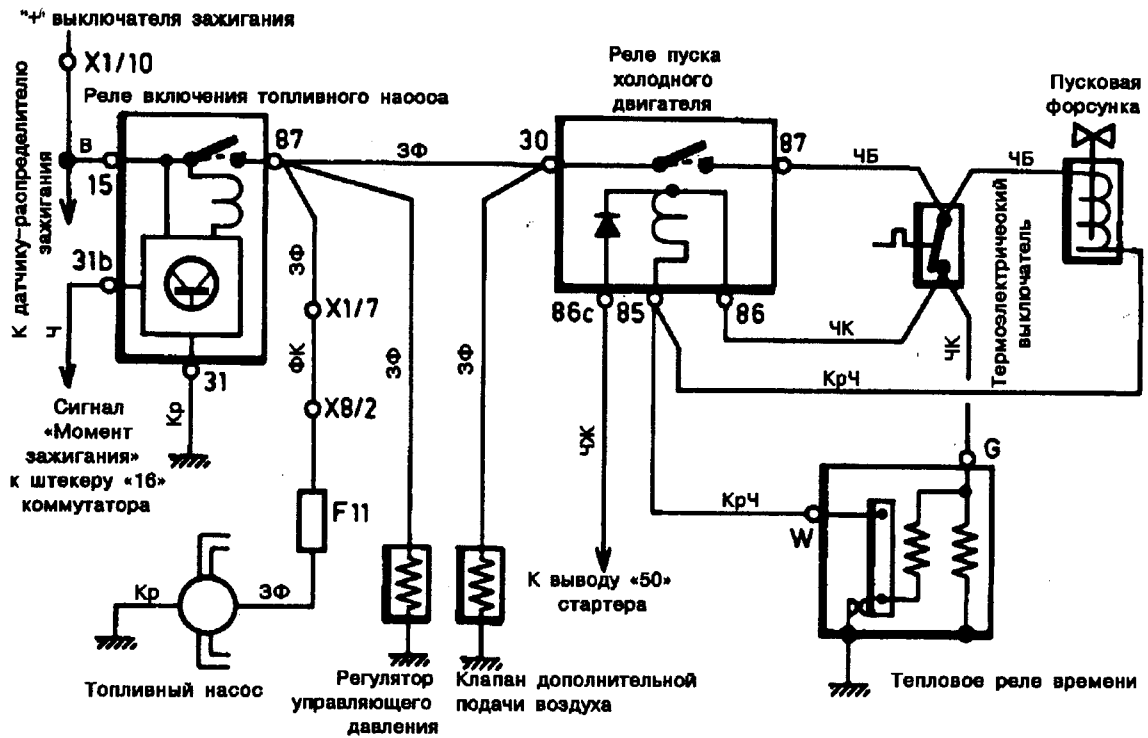 "+" выключателя зажигания
X1/10
К датчику-распределителю
зажигания
Реле включения топливного насоса
В
15
87
31b
Ч
31
Кр
Сигнал
«Момент
зажигания»
к штекеру «16»
коммутатора
ЗФ
ЗФ
X1/7
ФК
X8/2
F11
ЗФ
Кр
Топливный насос
ЗФ
Регулятор
управляющего
давления
ЗФ
Клапан дополнительной
подачи воздуха
Реле пуска
холодного
двигателя
30
87
86c
85
86
ЧЖ
К выводу «50»
стартера
ЧБ
ЧБ
ЧК
ЧК
КрЧ
КрЧ
Термоэлектрический
выключатель
Пусковая
форсунка
G
W
Тепловое реле времени